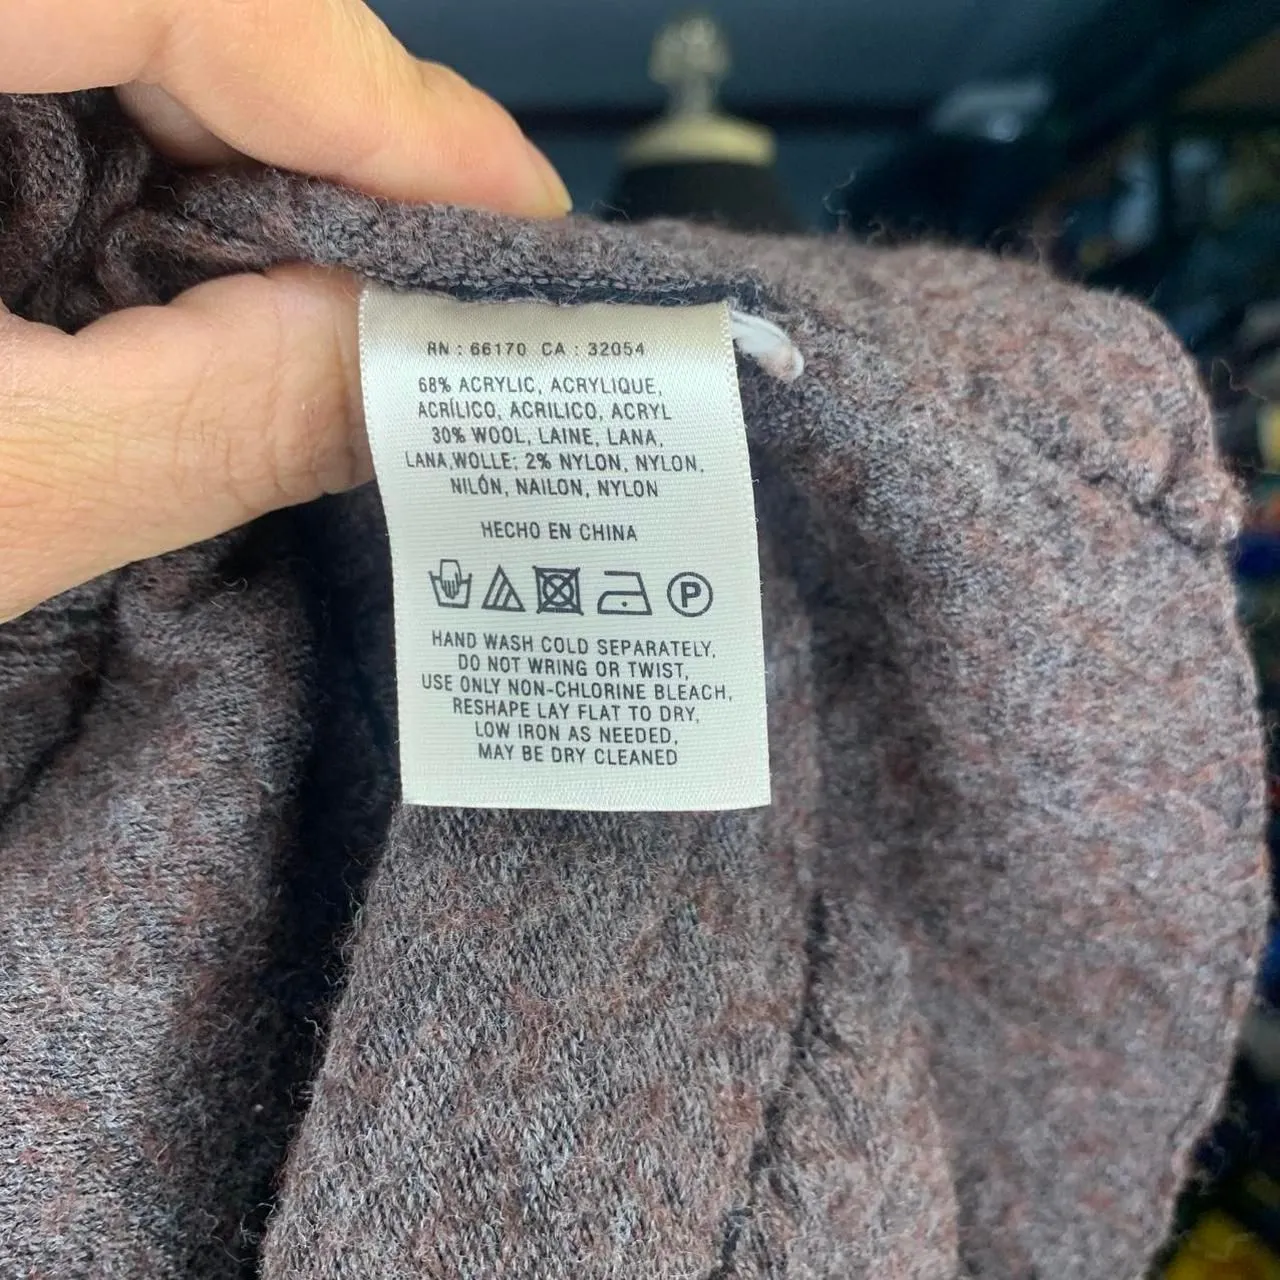 RN : 66170 CA : 32054
68% ACRYLIC, ACRYLIQUE,
ACRÍLICO, ACRILICO, ACRYL
30% WOOL, LAINE, LANA,
LANA,WOLLE; 2% NYLON, NYLON,
NILÓN, NAILON, NYLON
HECHO EN CHINA
P
HAND WASH COLD SEPARATELY,
DO NOT WRING OR TWIST,
USE ONLY NON-CHLORINE BLEACH,
RESHAPE LAY FLAT TO DRY,
LOW IRON AS NEEDED,
MAY BE DRY CLEANED